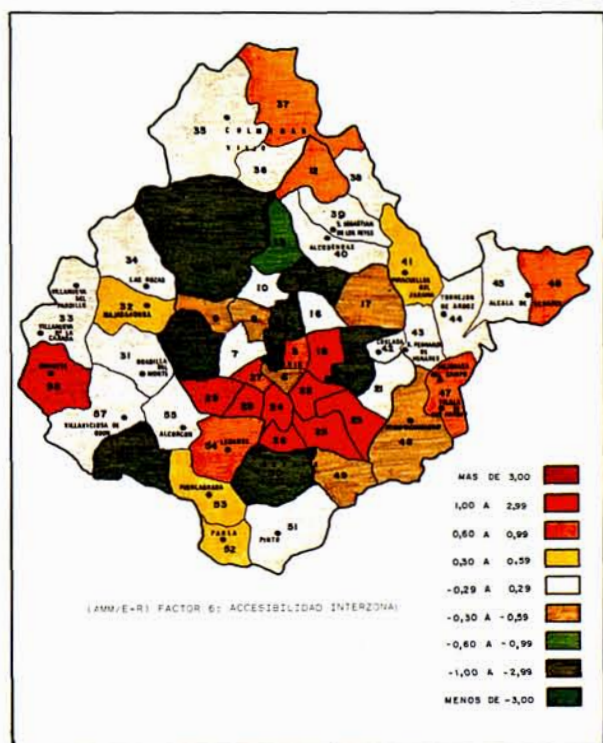 37
35
COLMENAR
VIEJO
36
12
38
39
S. SEBASTIAN
DE LOS REYES
ALCOBENDAS
40
41
PARACUELLOS DEL
JARAMA
34
LAS ROZAS
VILLANUEVA DEL
PARDILLO
32
MAJADAHONDA
33
VILLANUEVA
DE LA
CAÑADA
10
16
17
TORREJON
DE ARDOZ
44
45
ALCALA DE
HENARES
46
31
BOADILLA
DEL MONTE
7
COSLADA
42
43
S. FERNANDO DE
HENARES
21
47
48
57
VILLAVICIOSA DE
ODON
55
ALCORCON
54
LEGANES
FUENLABRADA
53
PARLA
52
51
PINTO
49
MAS DE 3,00
1,00 A 2,99
0,60 A 0,99
0,30 A 0,59
-0,29 A 0,29
-0,30 A -0,59
-0,60 A -0,99
-1,00 A -2,99
MENOS DE -3,00
(AMM/E+R) FACTOR 6: ACCESIBILIDAD INTERZONAL